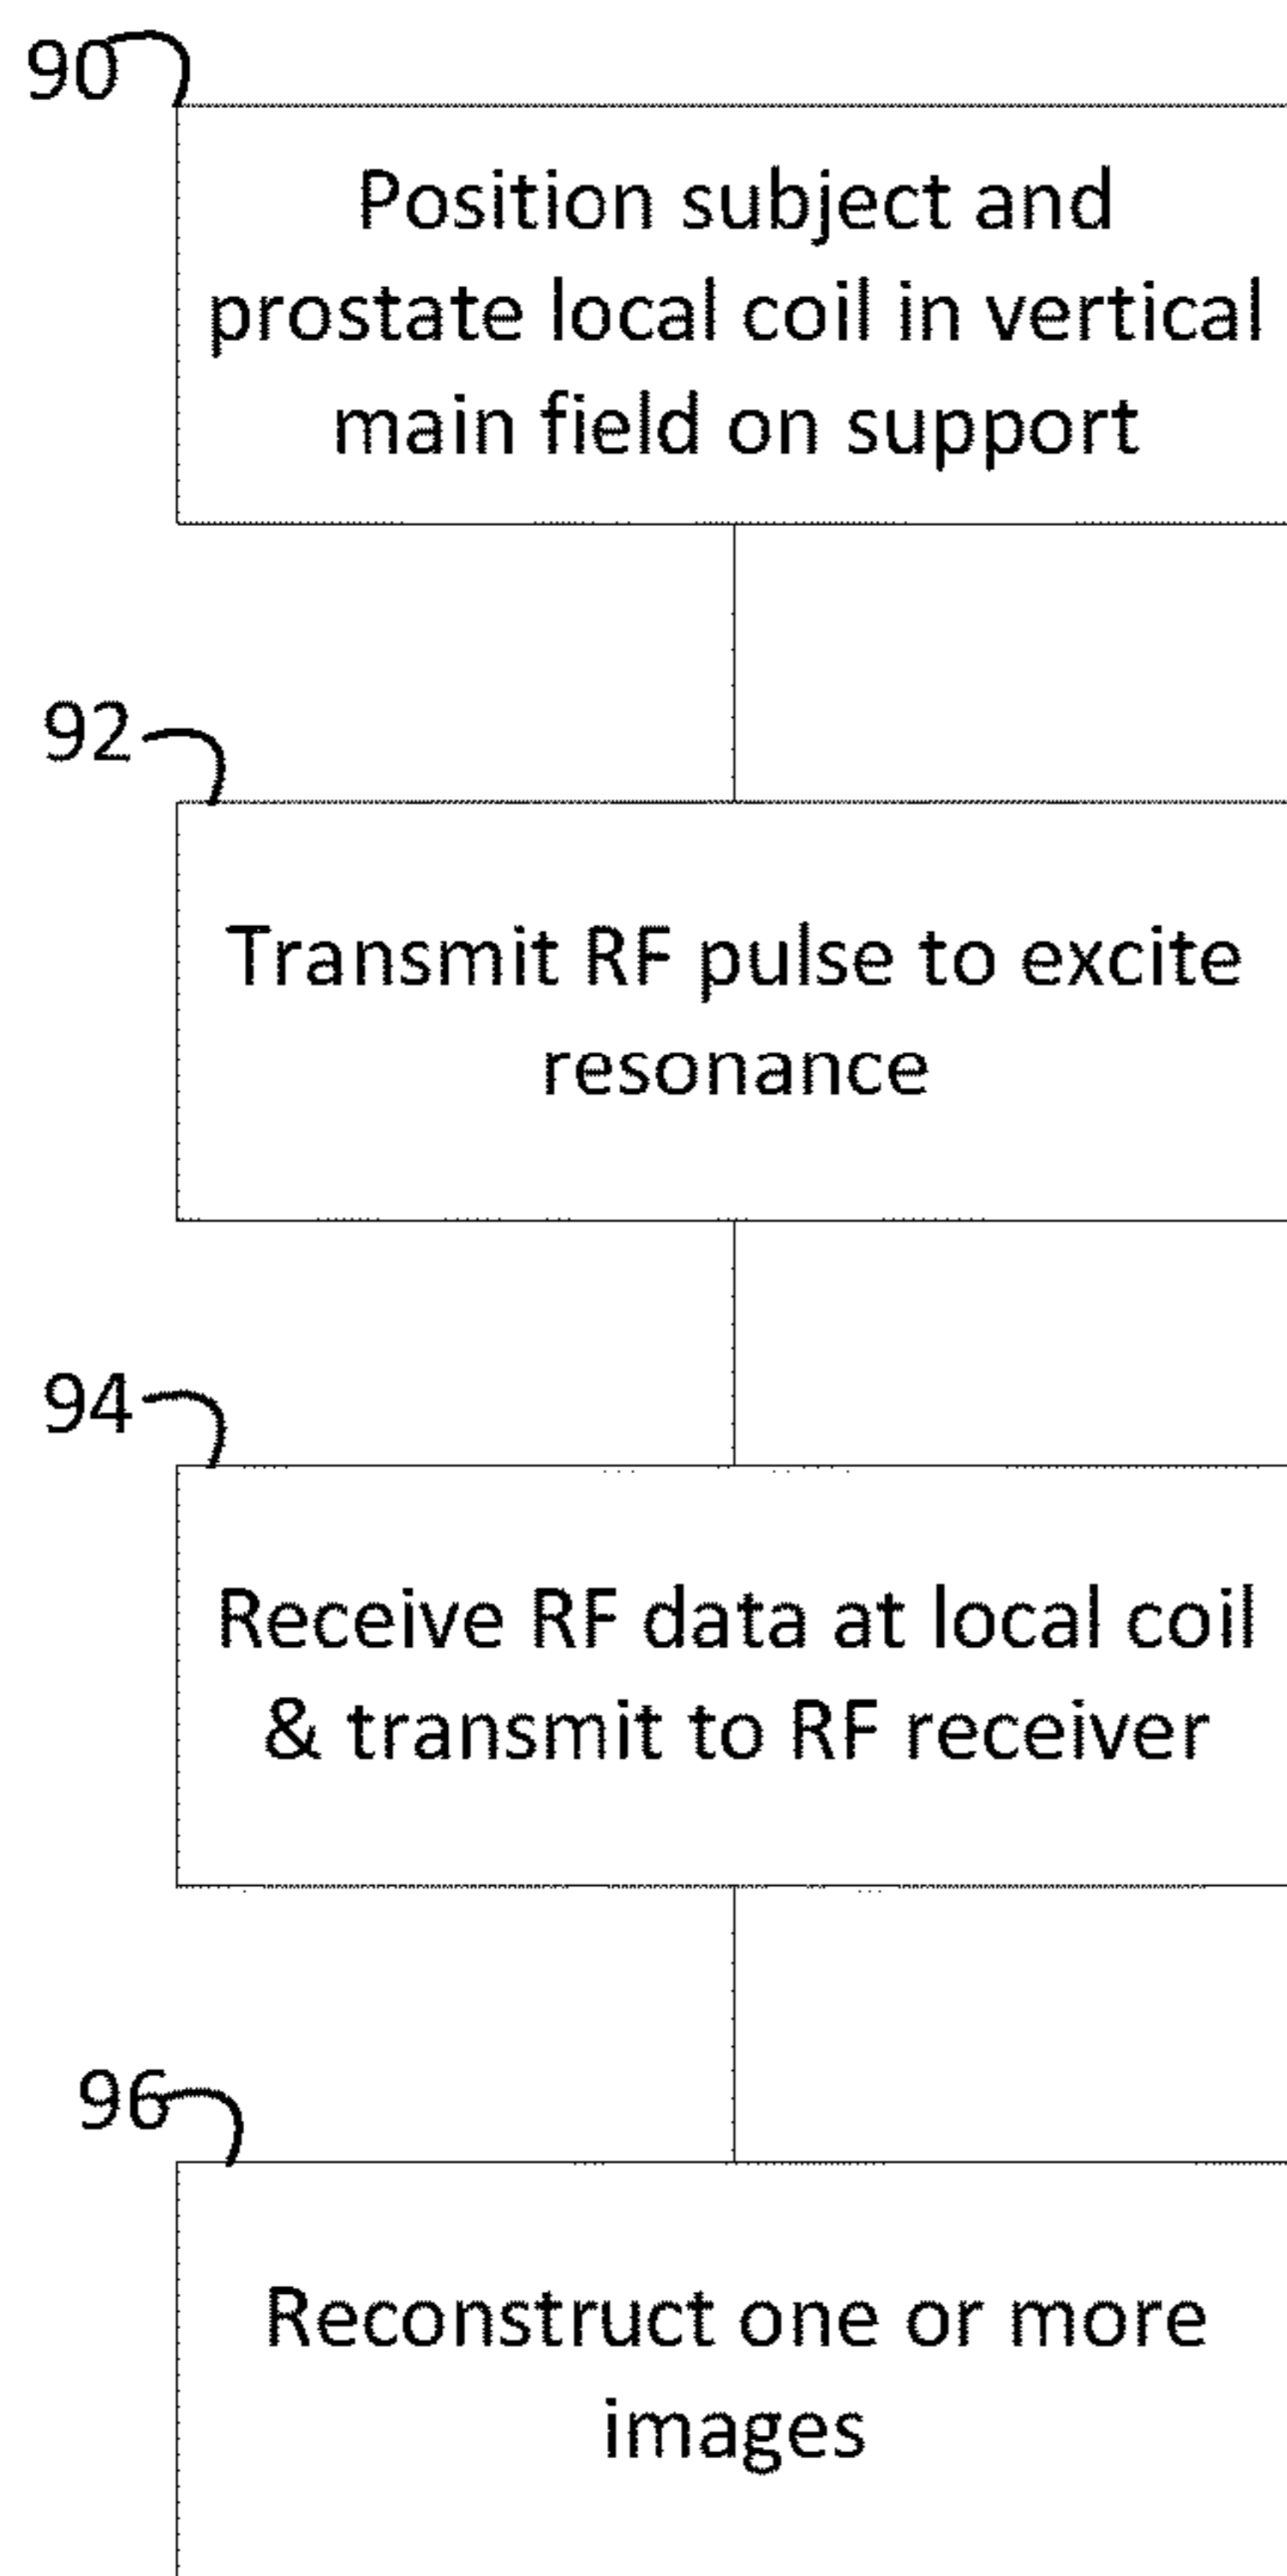 90
Position subject and
prostate local coil in vertical
main field on support
92
Transmit RF pulse to excite
resonance
94
Receive RF data at local coil
& transmit to RF receiver
96
Reconstruct one or more
images